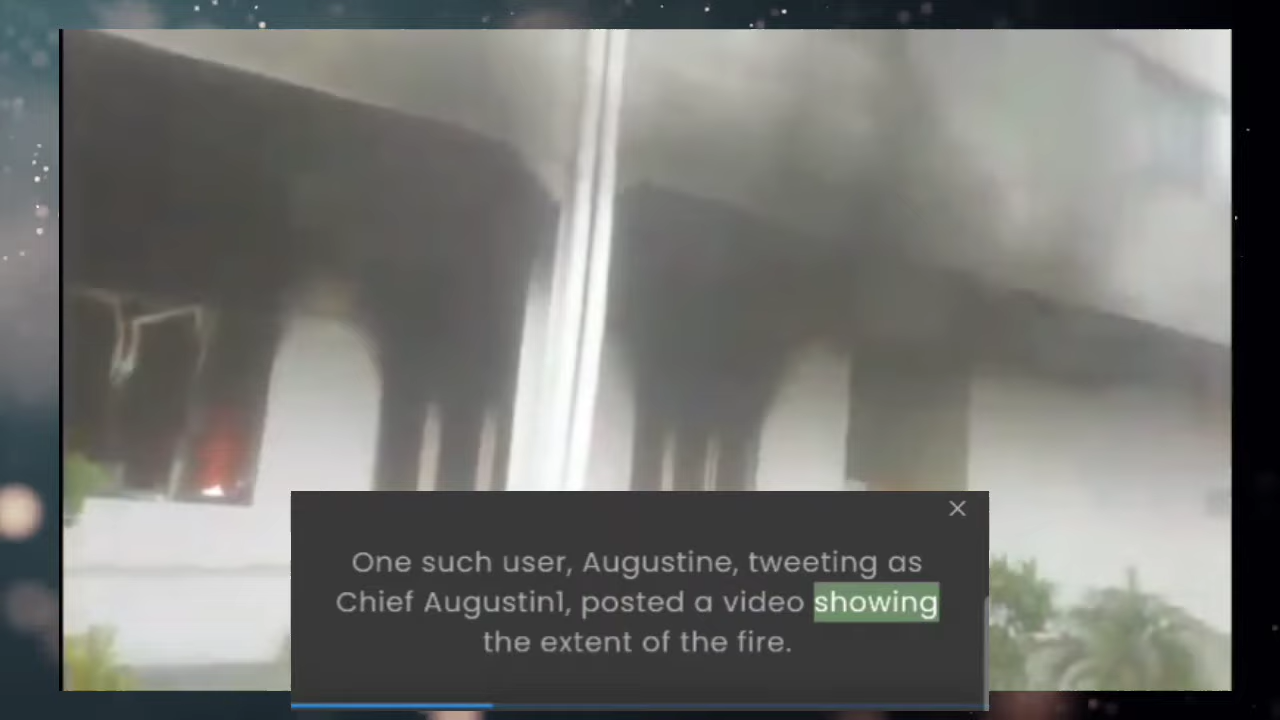 One such user, Augustine, tweeting as
Chief Augustin1, posted a video showing
the extent of the fire.